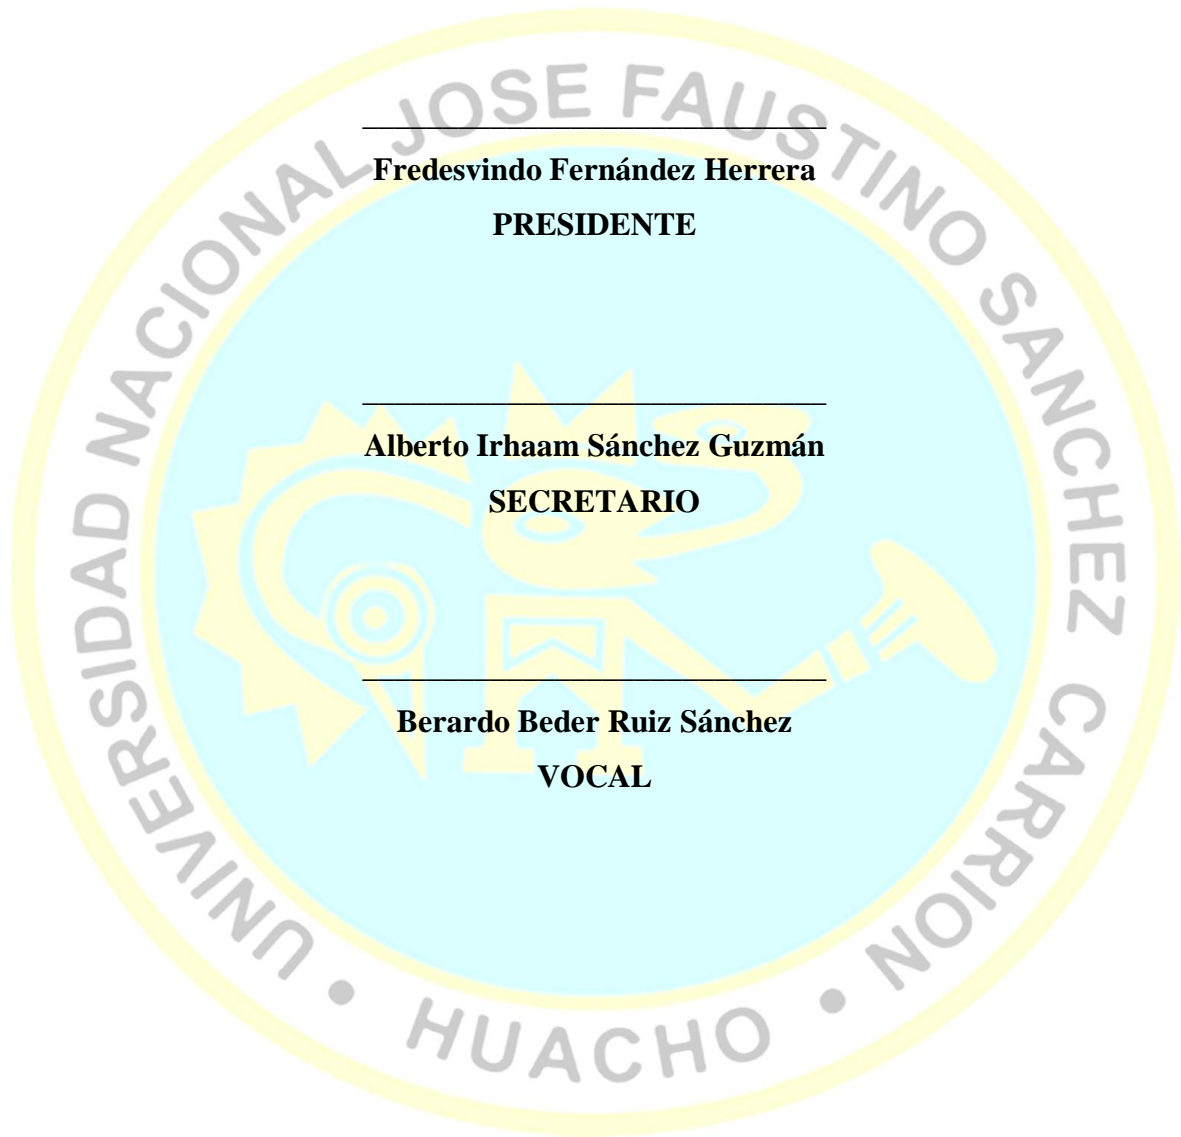 UNIVERSIDAD NACIONAL JOSE FAUSTINO SANCHEZ CARRION
• HUACHO •
Fredesvindo Fernández Herrera
PRESIDENTE
Alberto Irhaam Sánchez Guzmán
SECRETARIO
Berardo Beder Ruiz Sánchez
VOCAL